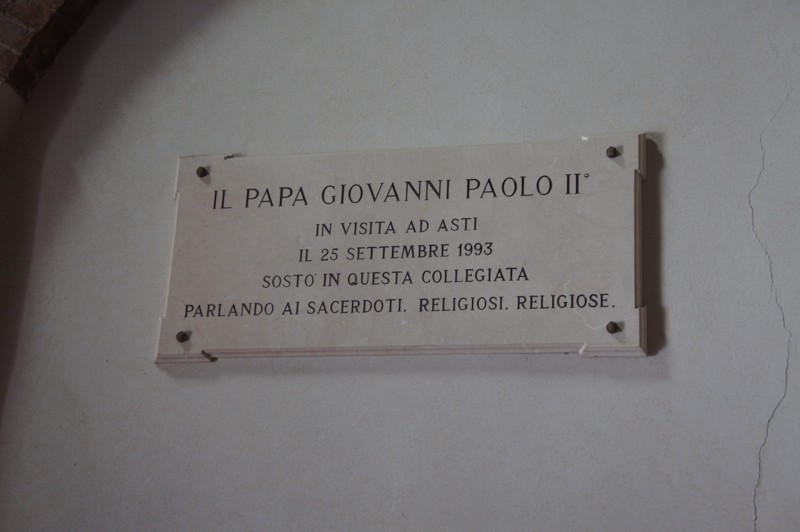 IL PAPA GIOVANNI PAOLO II°
IN VISITA AD ASTI
IL 25 SETTEMBRE 1993
SOSTO' IN QUESTA COLLEGIATA
PARLANDO AI SACERDOTI. RELIGIOSI. RELIGIOSE.